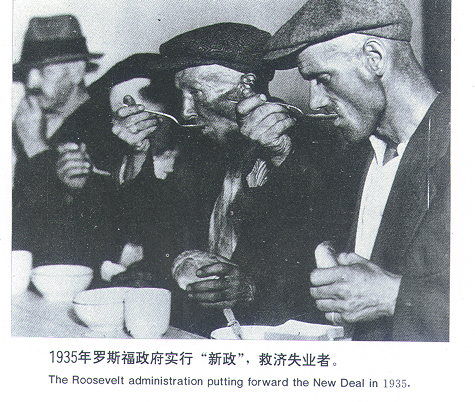 1935年罗斯福政府实行“新政”，救济失业者。
The Roosevelt administration putting forward the New Deal in 1935.